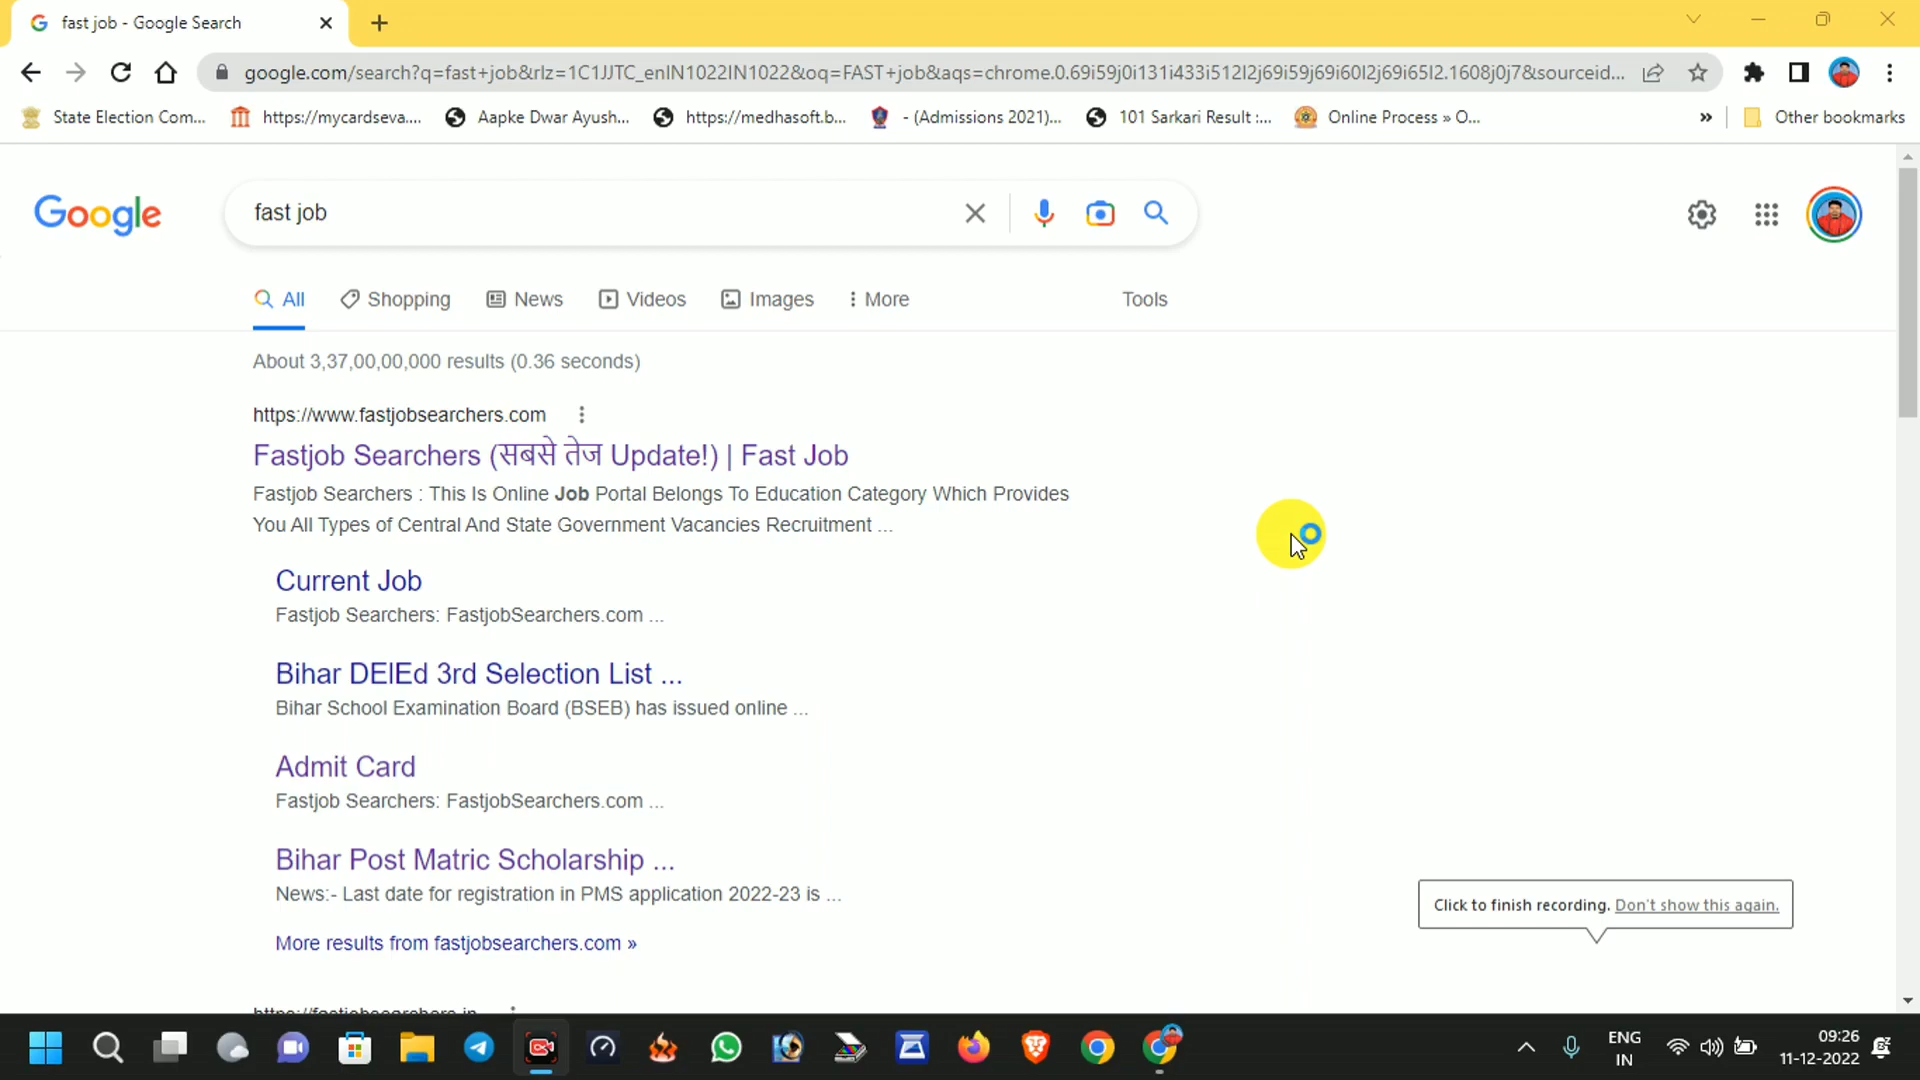 fast job - Google Search
google.com/search?q=fast+job&rlz=1C1JJTC_enIN1022IN1022&oq=FAST+job&aqs=chrome.0.69i59j0i131i433i512l2j69i59j69i60l2j69i65l2.1608j0j7&sourceid...
State Election Com...
https://mycardseva....
Aapke Dwar Ayush...
https://medhasoft.b...
- (Admissions 2021)...
101 Sarkari Result :...
Online Process » O...
»
Other bookmarks
Google
fast job
All
Shopping
News
Videos
Images
More
Tools
About 3,37,00,00,000 results (0.36 seconds)
https://www.fastjobsearchers.com
Fastjob Searchers (सबसे तेज Update!) | Fast Job
Fastjob Searchers : This Is Online Job Portal Belongs To Education Category Which Provides
You All Types of Central And State Government Vacancies Recruitment ...
Current Job
Fastjob Searchers: FastjobSearchers.com ...
Bihar DElEd 3rd Selection List ...
Bihar School Examination Board (BSEB) has issued online ...
Admit Card
Fastjob Searchers: FastjobSearchers.com ...
Bihar Post Matric Scholarship ...
News:- Last date for registration in PMS application 2022-23 is ...
More results from fastjobsearchers.com »
Click to finish recording. Don't show this again.
https://fastjobsearchers.in
ENG
IN
09:26
11-12-2022